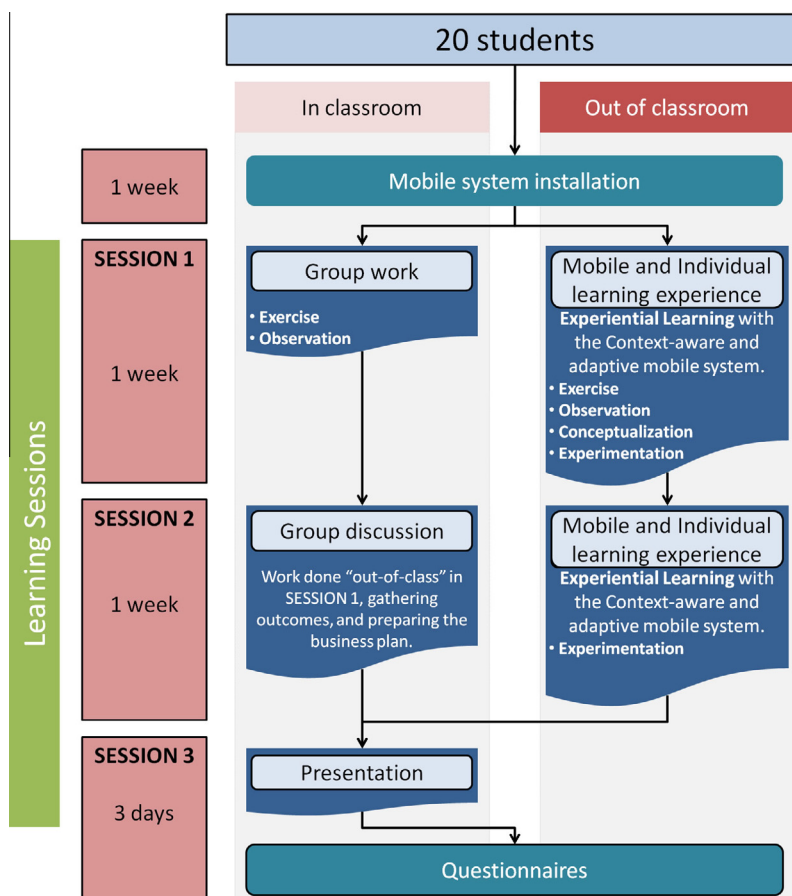 20 students
In classroom
Out of classroom
1 week
Mobile system installation
Learning Sessions
SESSION 1
1 week
Group work
• Exercise
• Observation
Mobile and Individual
learning experience
Experiential Learning with
the Context-aware and
adaptive mobile system.
• Exercise
• Observation
• Conceptualization
• Experimentation
SESSION 2
1 week
Group discussion
Work done “out-of-class” in
SESSION 1, gathering
outcomes, and preparing the
business plan.
Mobile and Individual
learning experience
Experiential Learning with
the Context-aware and
adaptive mobile system.
• Experimentation
SESSION 3
3 days
Presentation
Questionnaires